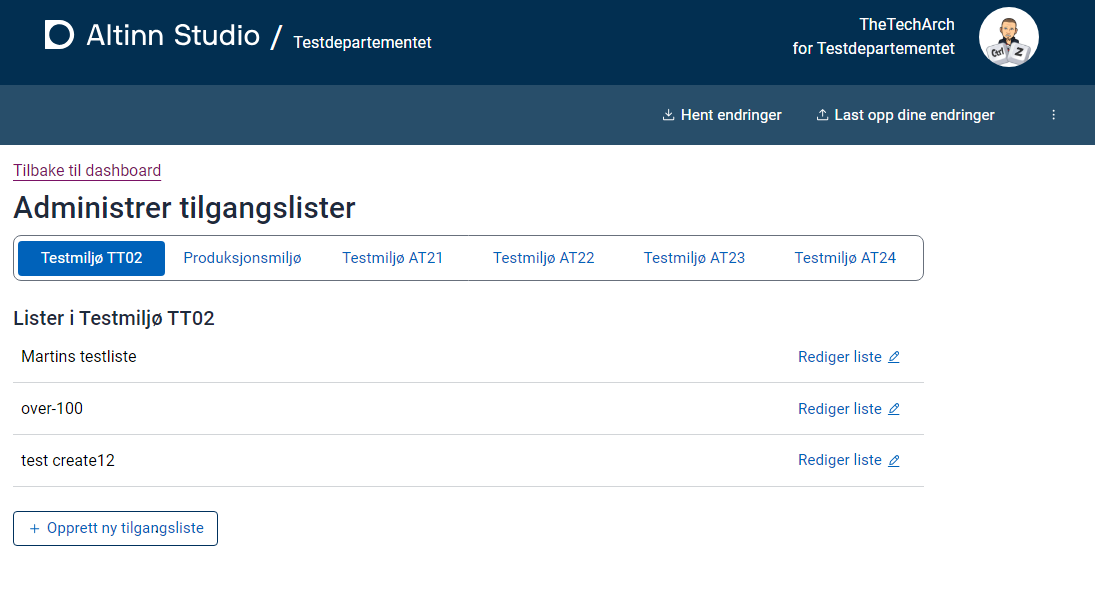 Altinn Studio / Testdepartementet
TheTechArch
for Testdepartementet
Ctrl Z
Hent endringer
Last opp dine endringer
Tilbake til dashboard
Administrer tilgangslister
Testmiljø TT02
Produksjonsmiljø
Testmiljø AT21
Testmiljø AT22
Testmiljø AT23
Testmiljø AT24
Lister i Testmiljø TT02
Martins testliste
Rediger liste
over-100
Rediger liste
test create12
Rediger liste
+ Opprett ny tilgangsliste